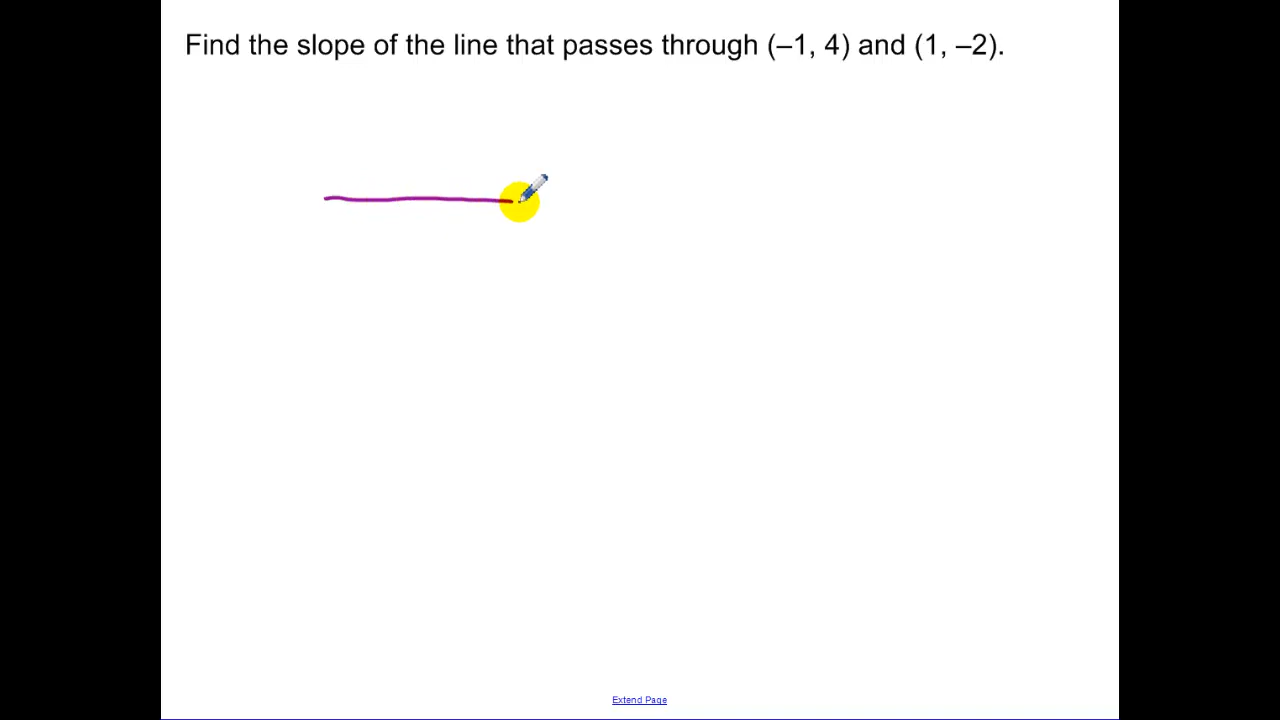 Find the slope of the line that passes through (–1, 4) and (1, –2).
Extend Page